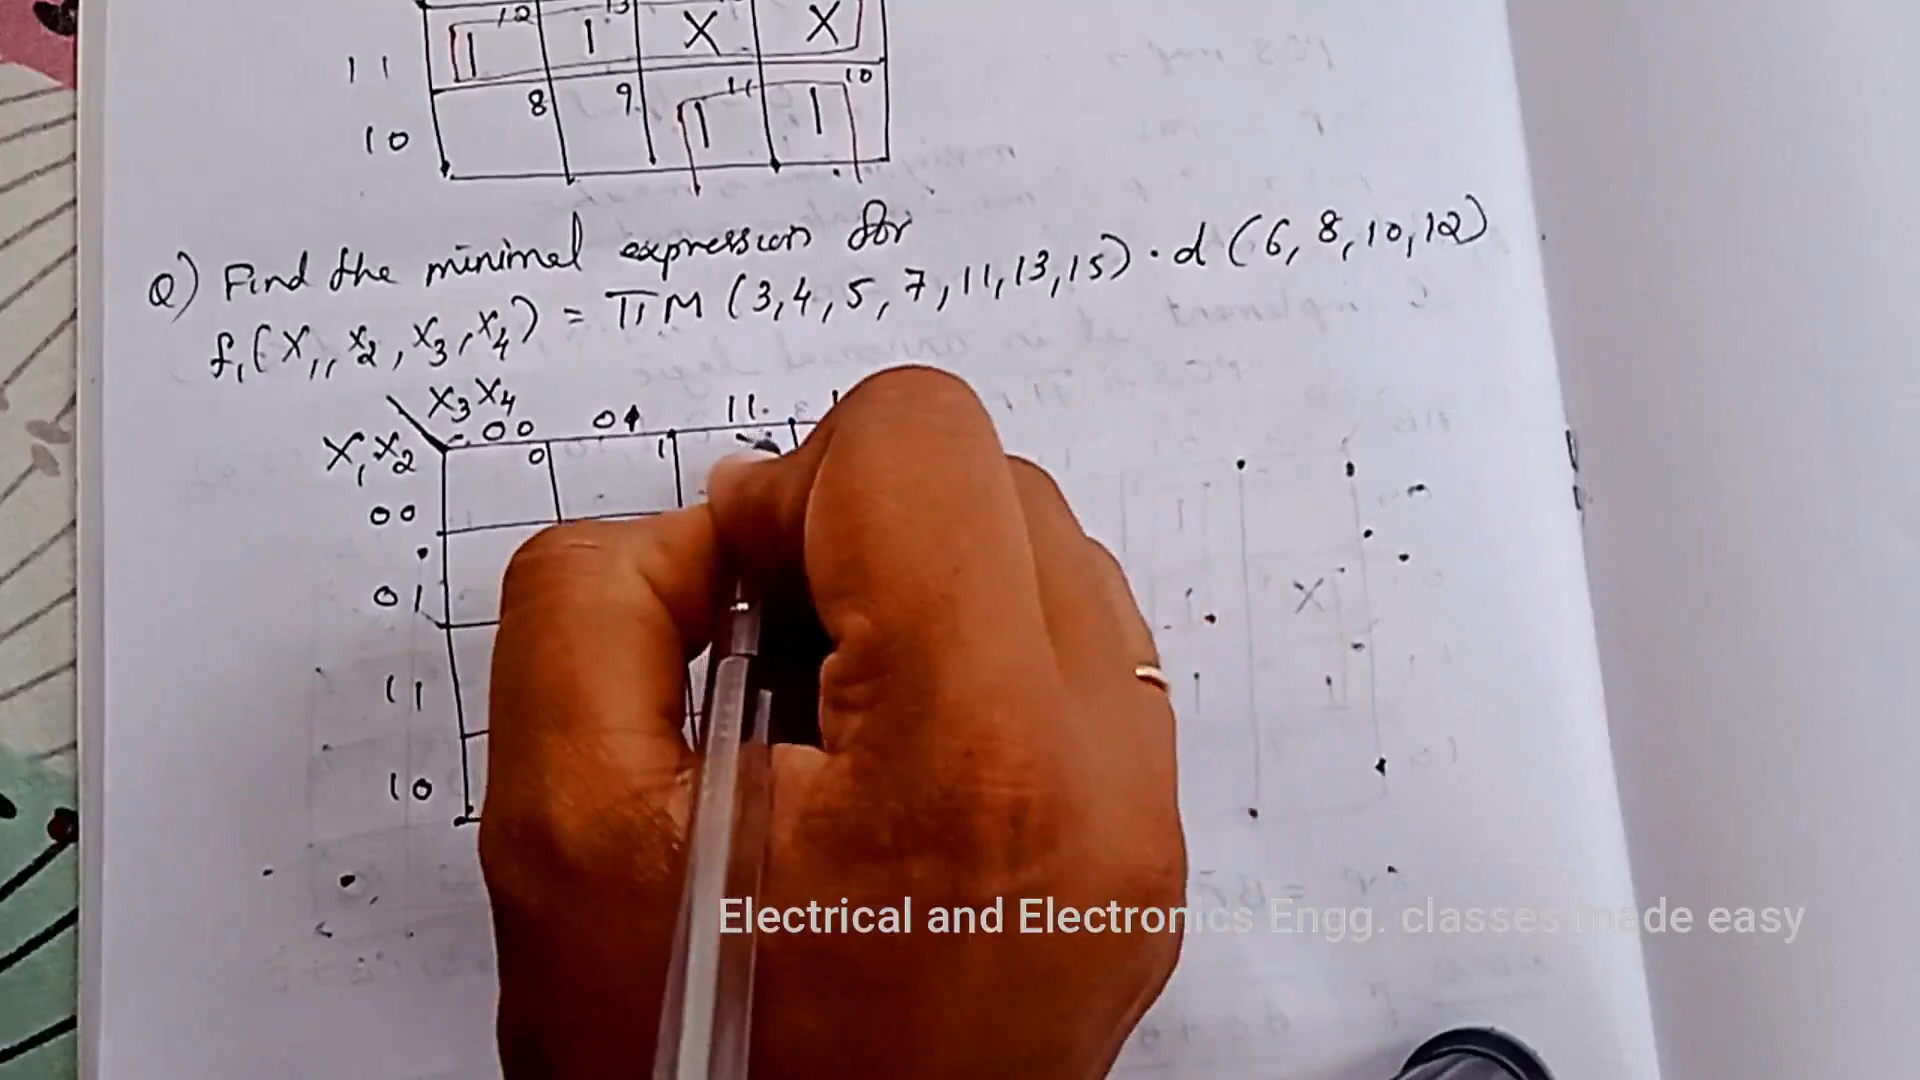 12 13
11 1 1 X X
8 9 11 10
10 1 1
Q) Find the minimal expression for
f1(X1, X2, X3, X4) = ΠM (3,4,5,7,11,13,15) · d(6,8,10,12)
X3X4
00 01 11
X1X2 0 1
00
01
11
10
Electrical and Electronics Engg. classes made easy